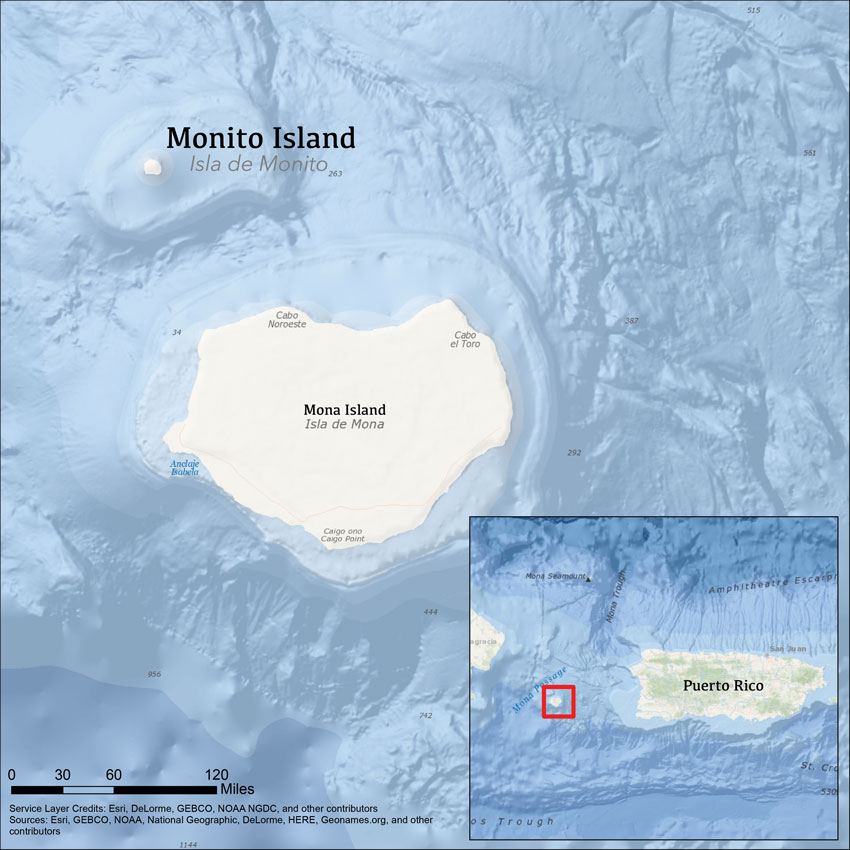 515
Monito Island
Isla de Monito
263
561
34
Cabo
Noroeste
387
Cabo
el Toro
Mona Island
Isla de Mona
292
Anclaje
Isabela
Caigo ono
Caigo Point
444
956
742
0 30 60 120
Miles
Service Layer Credits: Esri, DeLorme, GEBCO, NOAA NGDC, and other contributors
Sources: Esri, GEBCO, NOAA, National Geographic, DeLorme, HERE, Geonames.org, and other
contributors
1144
Mona Seamount
Mona Trough
Amphitheatre Escarp
agracia
San Juan
Mona Passage
Puerto Rico
St. Cro
530
os Trough